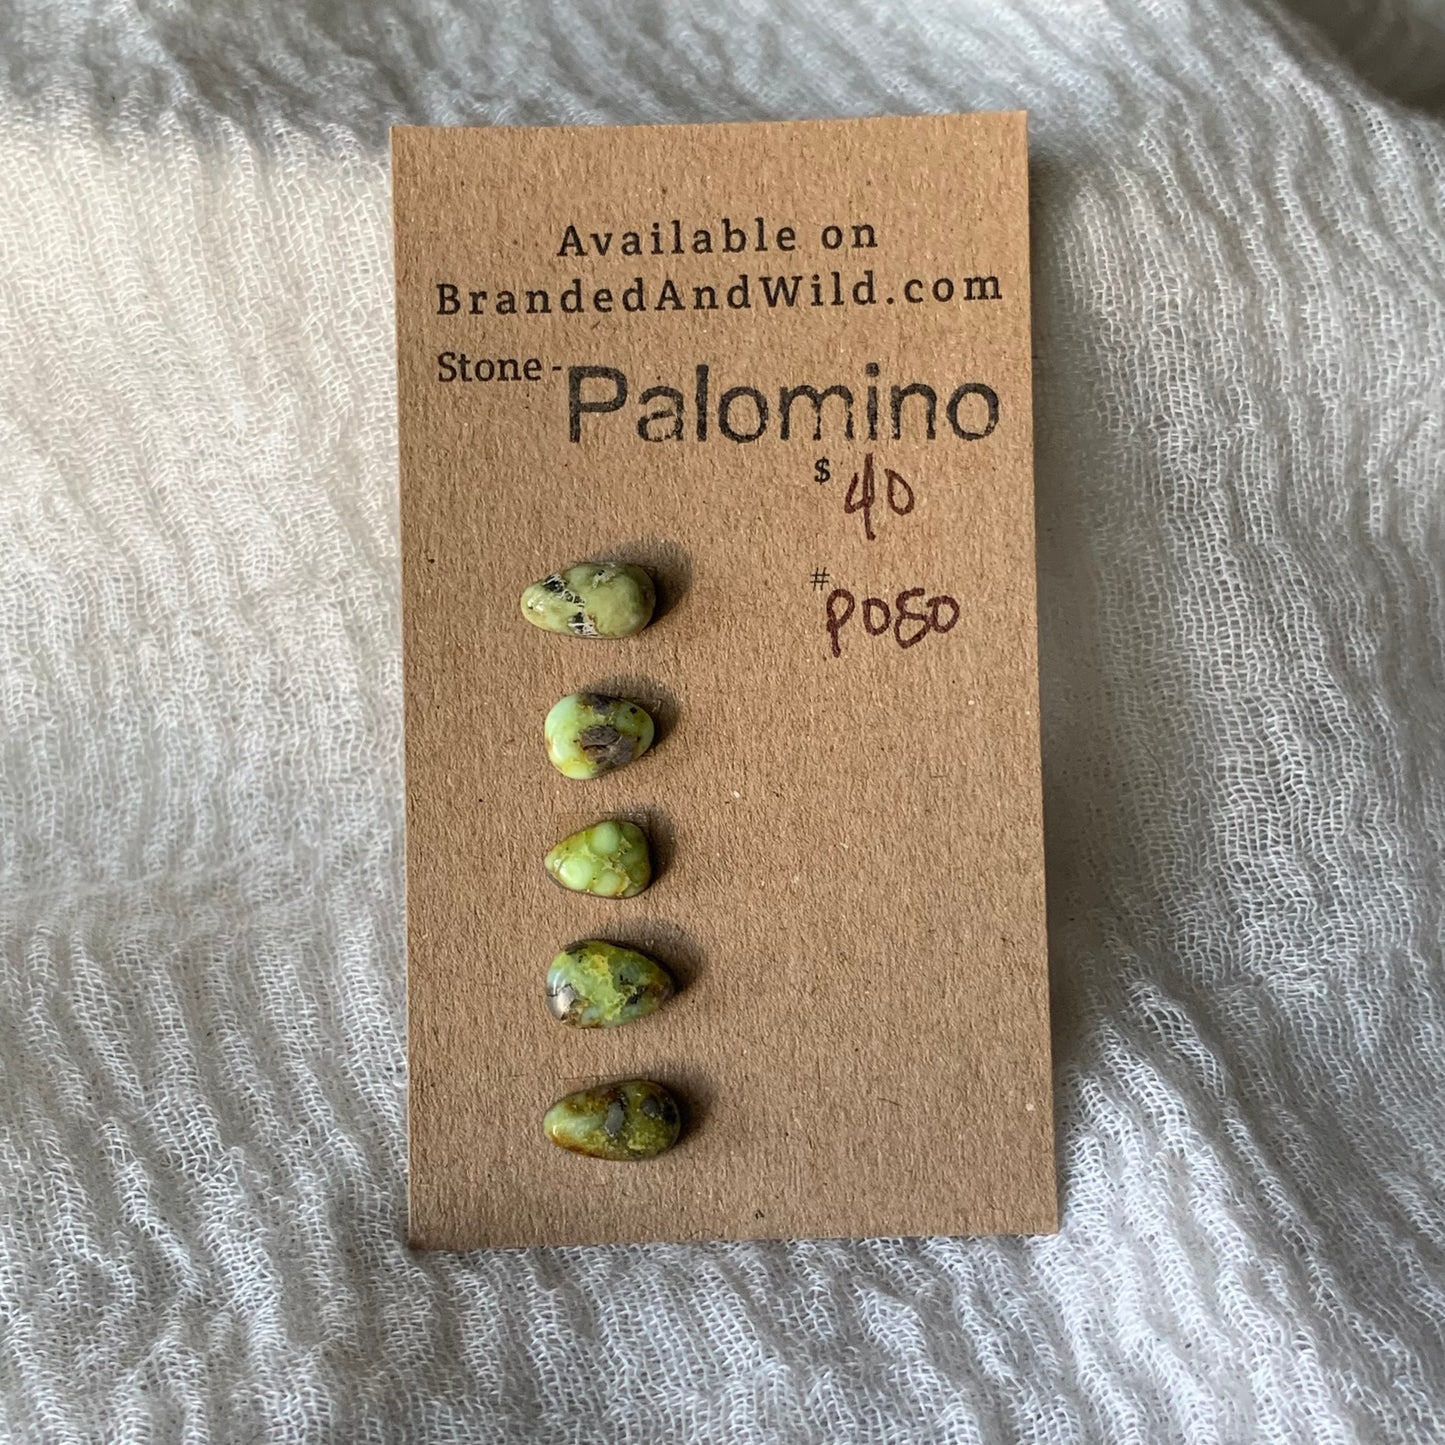 Available on
BrandedAndWild.com
Stone - Palomino
$ 40
# P080